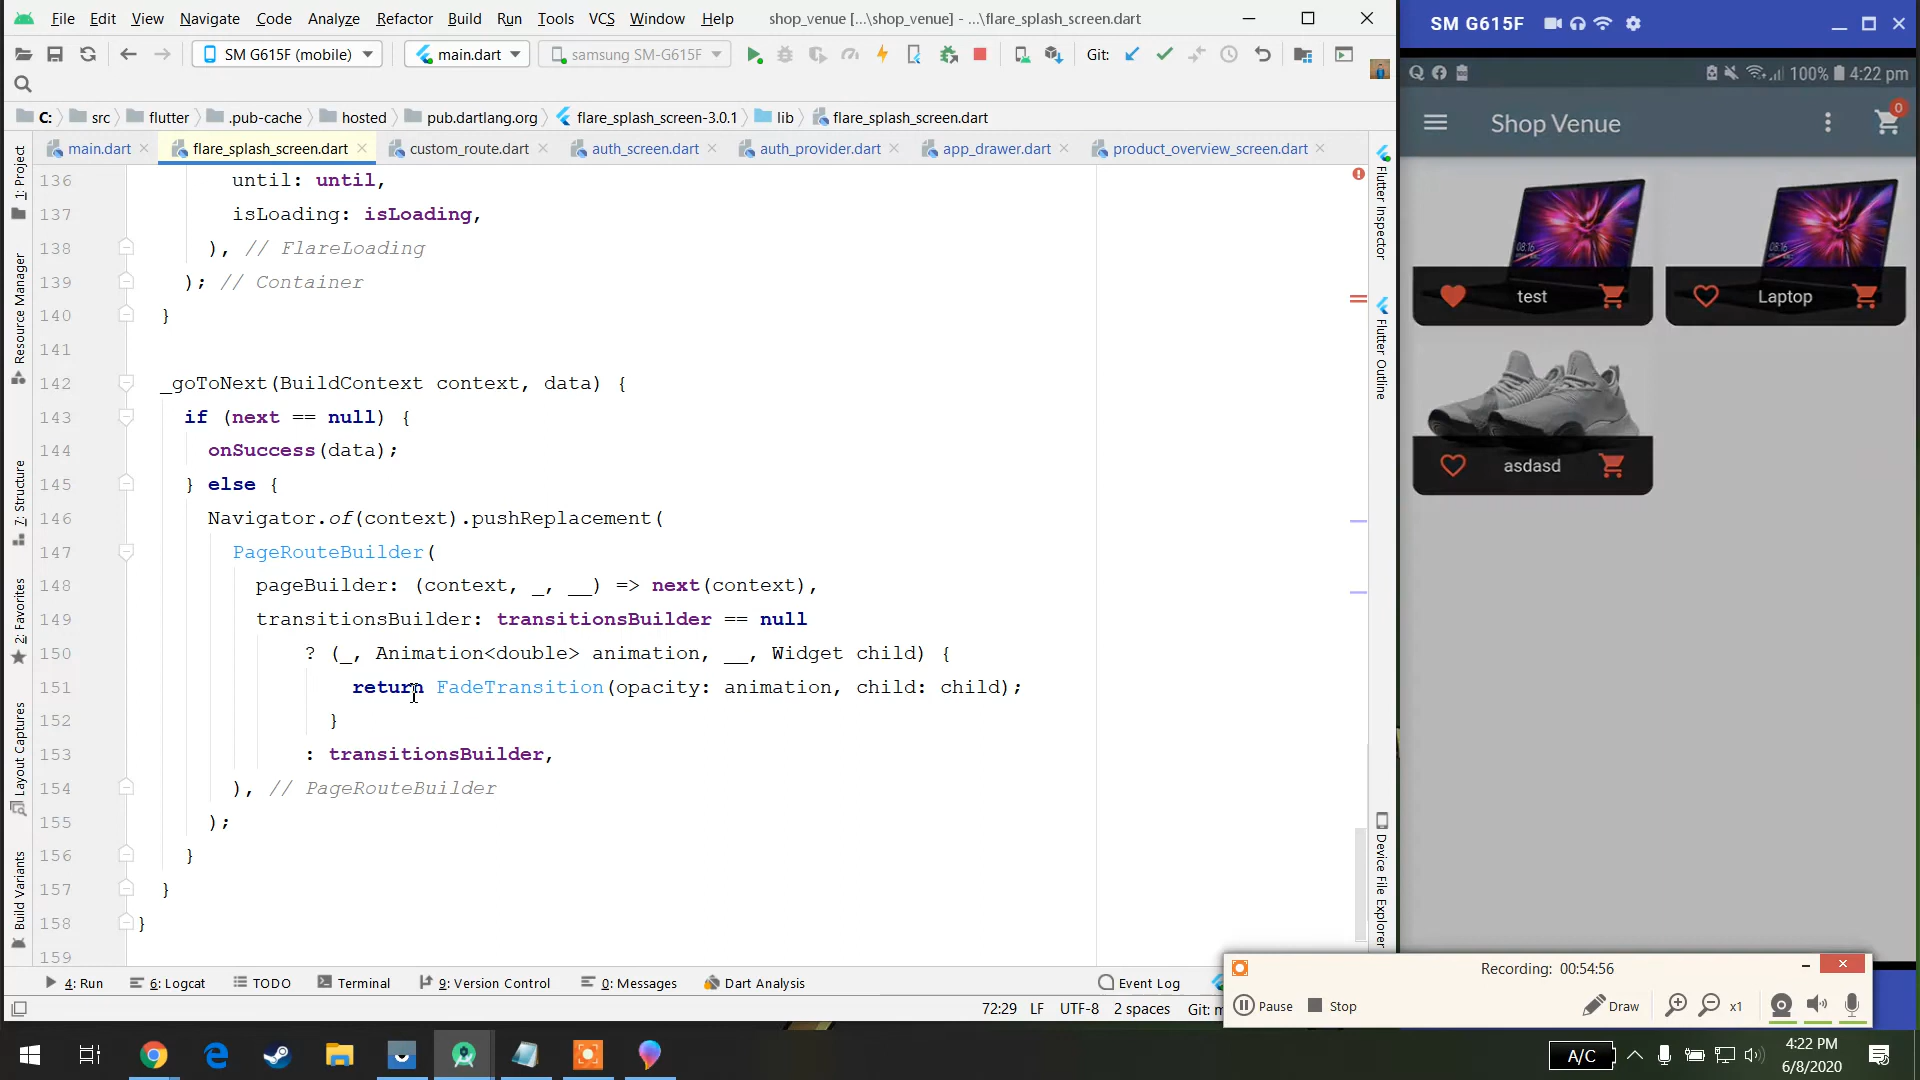 File Edit View Navigate Code Analyze Refactor Build Run Tools VCS Window Help shop_venue [...\shop_venue] - ...\flare_splash_screen.dart
SM G615F (mobile) main.dart samsung SM-G615F Git:
C: src flutter .pub-cache hosted pub.dartlang.org flare_splash_screen-3.0.1 lib flare_splash_screen.dart
main.dart flare_splash_screen.dart custom_route.dart auth_screen.dart auth_provider.dart app_drawer.dart product_overview_screen.dart
1: Project
Resource Manager
7: Structure
2: Favorites
Layout Captures
Build Variants
136 until: until,
137 isLoading: isLoading,
138 ), // FlareLoading
139 ); // Container
140 }
141
142 _goToNext(BuildContext context, data) {
143 if (next == null) {
144 onSuccess(data);
145 } else {
146 Navigator.of(context).pushReplacement(
147 PageRouteBuilder(
148 pageBuilder: (context, _, __) => next(context),
149 transitionsBuilder: transitionsBuilder == null
150 ? (_, Animation<double> animation, __, Widget child) {
151 return FadeTransition(opacity: animation, child: child);
152 }
153 : transitionsBuilder,
154 ), // PageRouteBuilder
155 );
156 }
157 }
158 }
159
Flutter Inspector
Flutter Outline
Device File Explorer
4: Run 6: Logcat TODO Terminal 9: Version Control 0: Messages Dart Analysis Event Log
72:29 LF UTF-8 2 spaces Git: m
SM G615F
100% 4:22 pm
Shop Venue 0
test
Laptop
asdasd
Recording: 00:54:56
Pause Stop Draw x1
A/C
4:22 PM
6/8/2020